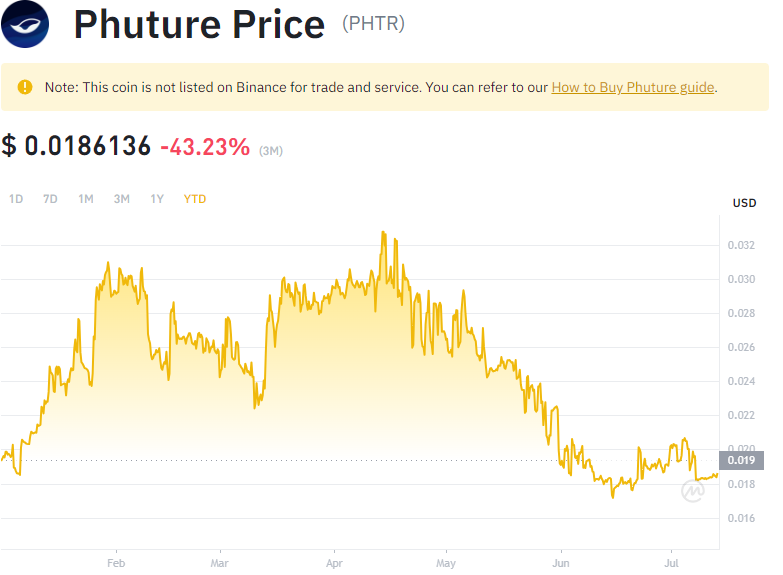 Phuture Price (PHTR)
Note: This coin is not listed on Binance for trade and service. You can refer to our How to Buy Phuture guide.
$ 0.0186136 -43.23% (3M)
1D 7D 1M 3M 1Y YTD
USD
0.032
0.030
0.028
0.026
0.024
0.022
0.020
0.019
0.018
0.016
Feb Mar Apr May Jun Jul